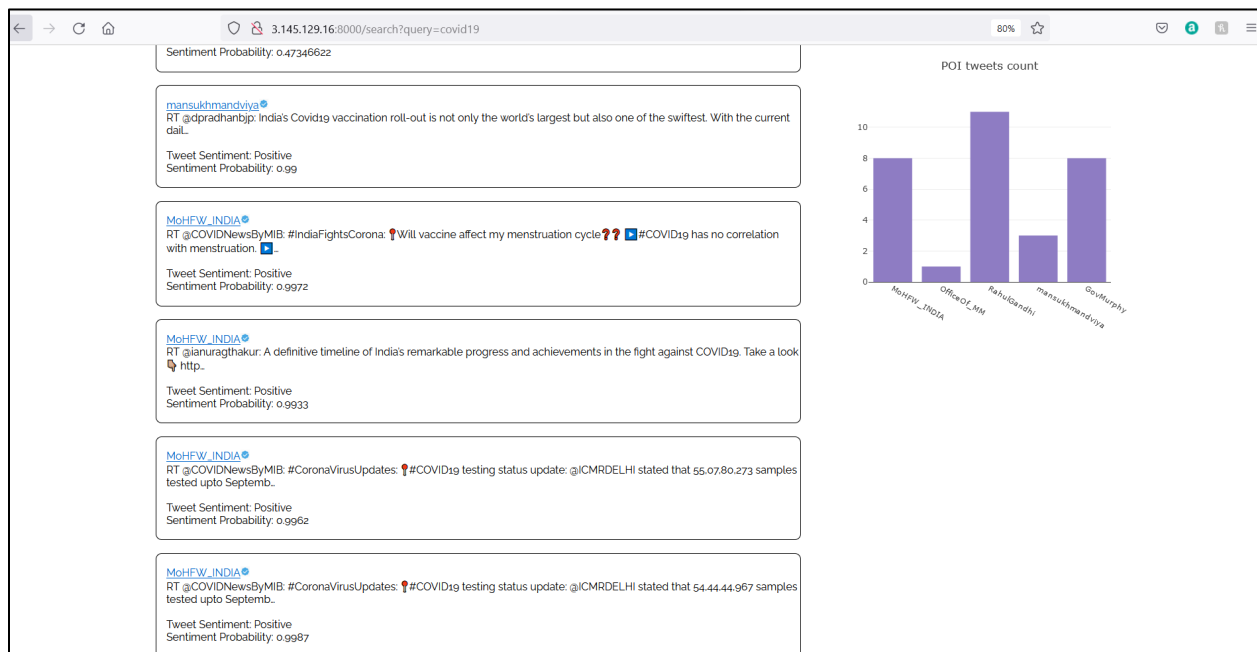 3.145.129.16:8000/search?query=covid19
80%
Sentiment Probability: 0.47346622
mansukhmandviya
RT @dpradhanbjp: India's Covid19 vaccination roll-out is not only the world's largest but also one of the swiftest. With the current
dail…
Tweet Sentiment: Positive
Sentiment Probability: 0.99
MoHFW_INDIA
RT @COVIDNewsByMIB: #IndiaFightsCorona: 📍Will vaccine affect my menstruation cycle❓❓ ▶️#COVID19 has no correlation
with menstruation. ▶️…
Tweet Sentiment: Positive
Sentiment Probability: 0.9972
MoHFW_INDIA
RT @ianuragthakur: A definitive timeline of India's remarkable progress and achievements in the fight against COVID19. Take a look
👇🏽 http…
Tweet Sentiment: Positive
Sentiment Probability: 0.9933
MoHFW_INDIA
RT @COVIDNewsByMIB: #CoronaVirusUpdates: 📍#COVID19 testing status update: @ICMRDELHI stated that 55,07,80,273 samples
tested upto Septemb…
Tweet Sentiment: Positive
Sentiment Probability: 0.9962
MoHFW_INDIA
RT @COVIDNewsByMIB: #CoronaVirusUpdates: 📍#COVID19 testing status update: @ICMRDELHI stated that 54,44,44,967 samples
tested upto Septemb…
Tweet Sentiment: Positive
Sentiment Probability: 0.9987
POI tweets count
10
8
6
4
2
0
MoHFW_INDIA
OfficeOf_MM
RahulGandhi
mansukhmandviya
GovMurphy